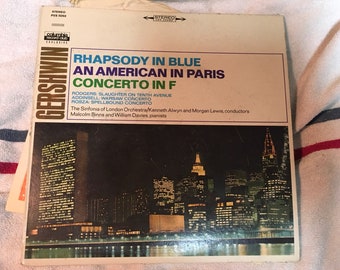 STEREO
STEREO
GERSHWIN
RHAPSODY IN BLUE
AN AMERICAN IN PARIS
CONCERTO IN F
RODGERS: SLAUGHTER ON TENTH AVENUE
ADDINSELL: WARSAW CONCERTO
ROSZA: SPELLBOUND CONCERTO
The Sinfonia of London Orchestra/Kenneth Alwyn and Morgan Lewis, conductors
Malcolm Binns and William Davies, pianists